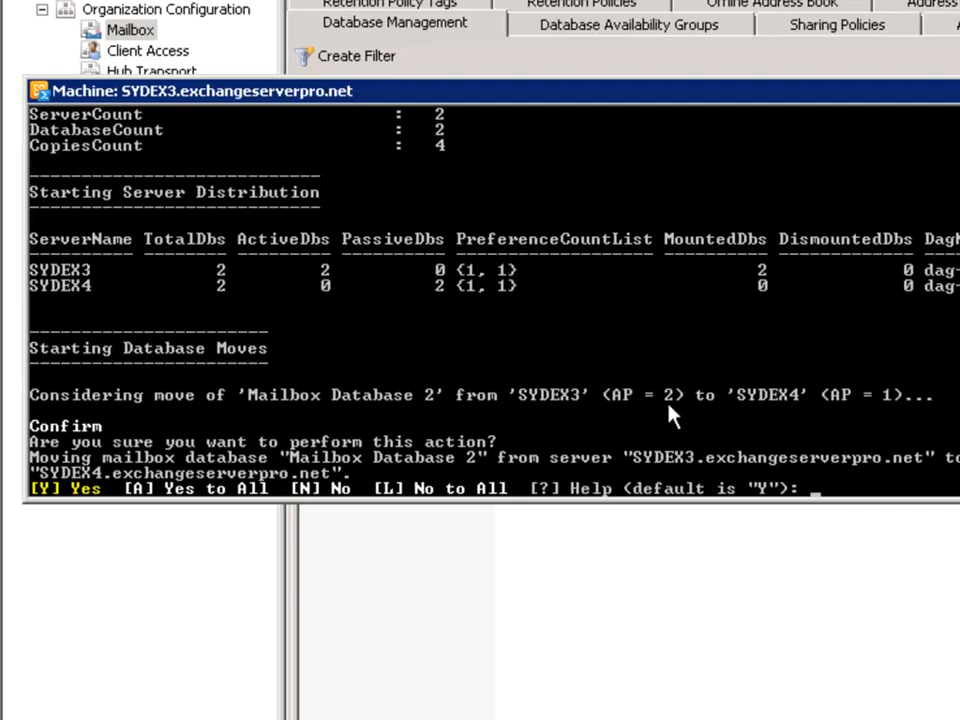 Organization Configuration
Mailbox
Client Access
Hub Transport
Retention Policy Tags
Retention Policies
Offline Address Book
Address
Database Management
Database Availability Groups
Sharing Policies
Create Filter
Machine: SYDEX3.exchangeserverpro.net
ServerCount : 2
DatabaseCount : 2
CopiesCount : 4
----------------------------
Starting Server Distribution
----------------------------
ServerName TotalDbs ActiveDbs PassiveDbs PreferenceCountList MountedDbs DismountedDbs
---------- -------- --------- ---------- ------------------- ---------- -------------
SYDEX3 2 2 0 {1, 1} 2 0 dag-
SYDEX4 2 0 2 {1, 1} 0 0 dag-
-----------------------
Starting Database Moves
-----------------------
Considering move of 'Mailbox Database 2' from 'SYDEX3' (AP = 2) to 'SYDEX4' (AP = 1)...
Confirm
Are you sure you want to perform this action?
Moving mailbox database "Mailbox Database 2" from server "SYDEX3.exchangeserverpro.net" to
"SYDEX4.exchangeserverpro.net".
[Y] Yes [A] Yes to All [N] No [L] No to All [?] Help (default is "Y"): _